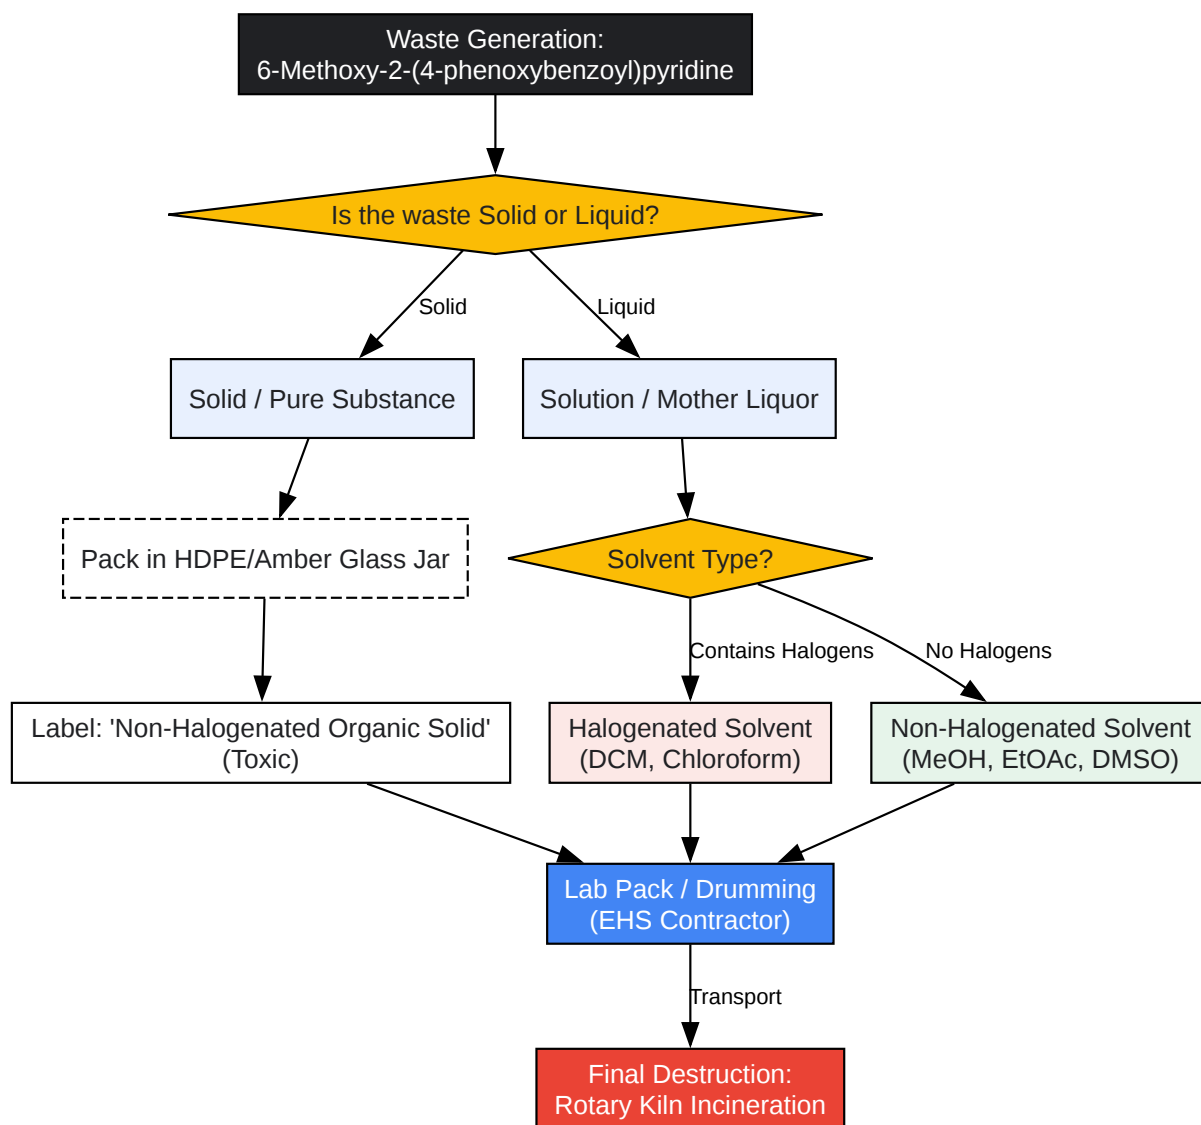 Waste Generation:
6-Methoxy-2-(4-phenoxybenzoyl)pyridine
Is the waste Solid or Liquid?
Solid
Liquid
Solid / Pure Substance
Solution / Mother Liquor
Pack in HDPE/Amber Glass Jar
Solvent Type?
Contains Halogens
No Halogens
Label: 'Non-Halogenated Organic Solid'
(Toxic)
Halogenated Solvent
(DCM, Chloroform)
Non-Halogenated Solvent
(MeOH, EtOAc, DMSO)
Lab Pack / Drumming
(EHS Contractor)
Transport
Final Destruction:
Rotary Kiln Incineration